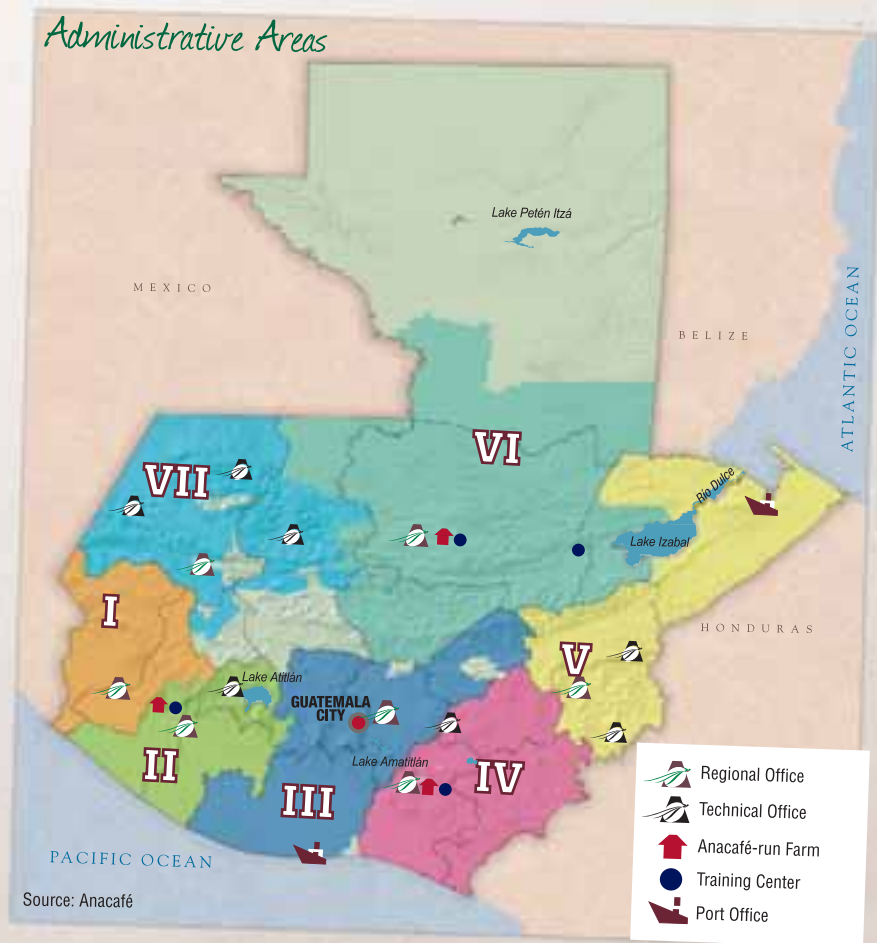 Administrative Areas
Lake Petén Itzá
MEXICO
BELIZE
ATLANTIC OCEAN
VI
VII
Río Dulce
Lake Izabal
I
HONDURAS
V
Lake Atitlán
GUATEMALA
CITY
II
Lake Amatitlán
IV
III
Regional Office
Technical Office
Anacafé-run Farm
Training Center
Port Office
PACIFIC OCEAN
Source: Anacafé